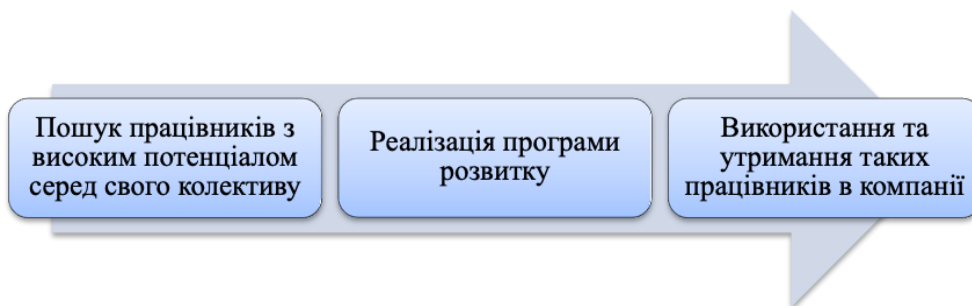 Пошук працівників з
високим потенціалом
серед свого колективу
Реалізація програми
розвитку
Використання та
утримання таких
працівників в компанії